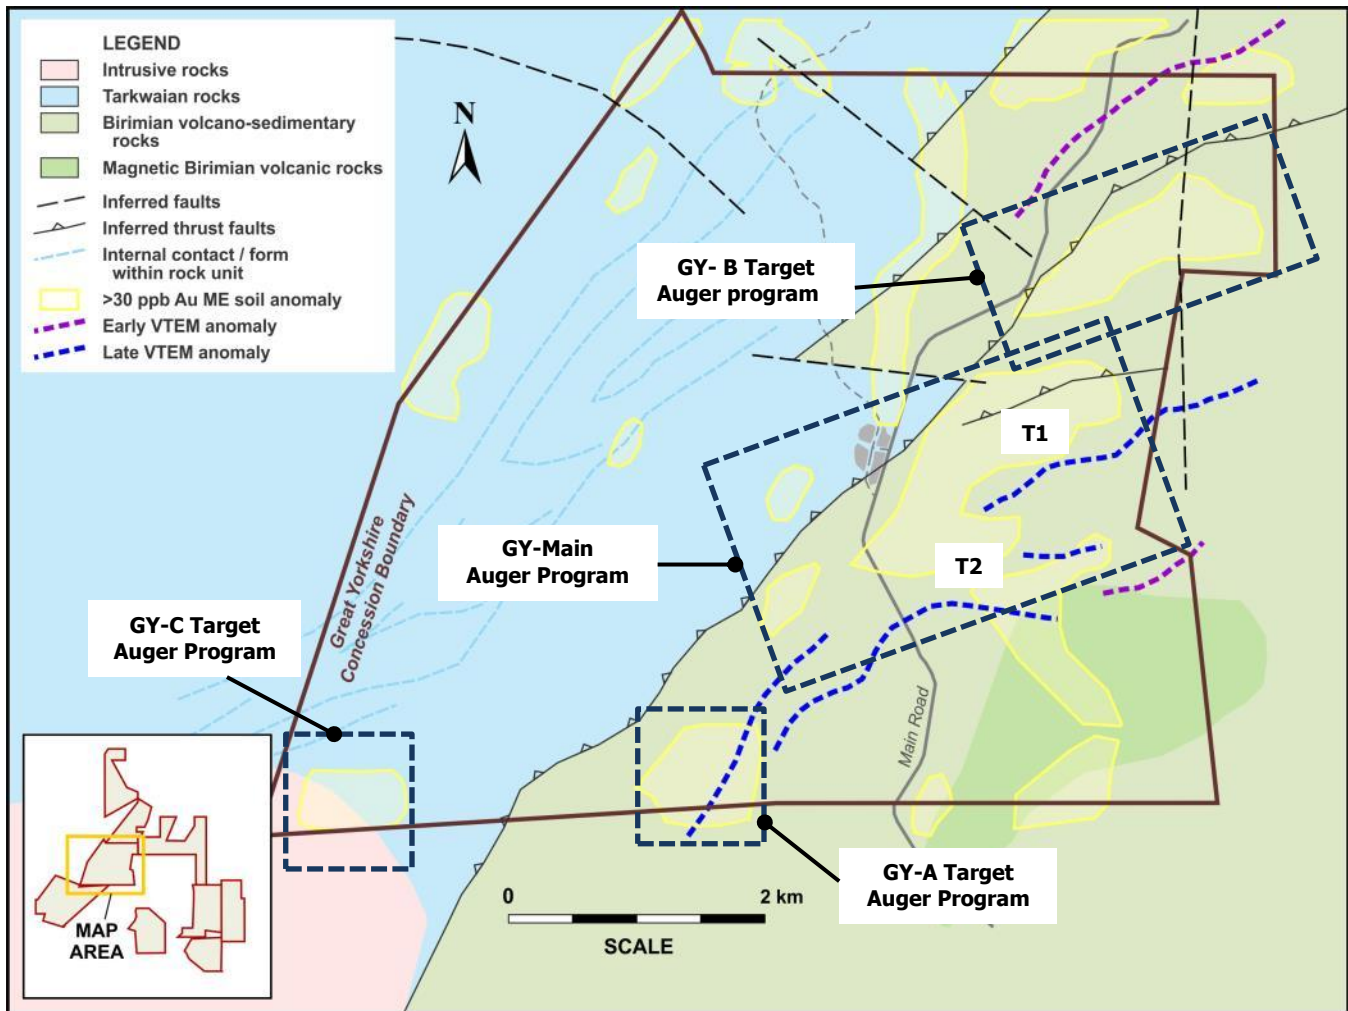 LEGEND
Intrusive rocks
Tarkwaian rocks
Birimian volcano-sedimentary
rocks
Magnetic Birimian volcanic rocks
Inferred faults
Inferred thrust faults
Internal contact / form
within rock unit
>30 ppb Au ME soil anomaly
Early VTEM anomaly
Late VTEM anomaly
N
GY- B Target
Auger program
T1
GY-Main
Auger Program
T2
Great Yorkshire
Concession Boundary
GY-C Target
Auger Program
Main Road
GY-A Target
Auger Program
MAP
AREA
0
2 km
SCALE